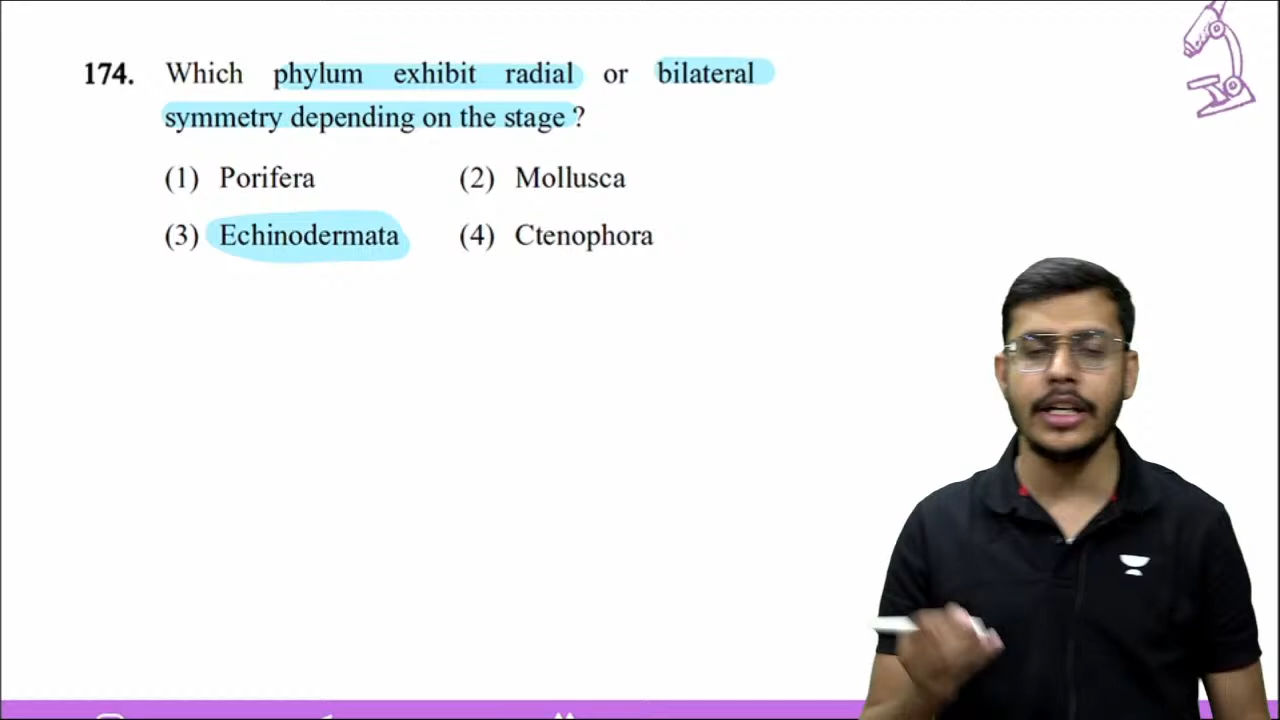 174. Which phylum exhibit radial or bilateral
symmetry depending on the stage ?
(1) Porifera (2) Mollusca
(3) Echinodermata (4) Ctenophora